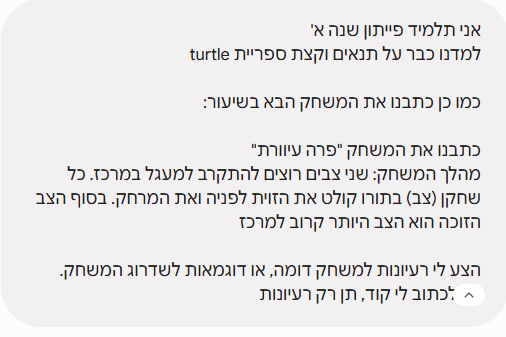 אני תלמיד פייתון שנה א'
למדנו כבר על תנאים וקצת ספריית turtle
כמו כן כתבנו את המשחק הבא בשיעור:
כתבנו את המשחק "פרה עיוורת"
מהלך המשחק: שני צבים רוצים להתקרב למעגל במרכז. כל
שחקן (צב) בתורו קולט את הזוית לפניה ואת המרחק. בסוף הצב
הזוכה הוא הצב היותר קרוב למרכז
הצע לי רעיונות למשחק דומה, או דוגמאות לשדרוג המשחק.
לכתוב לי קוד, תן רק רעיונות